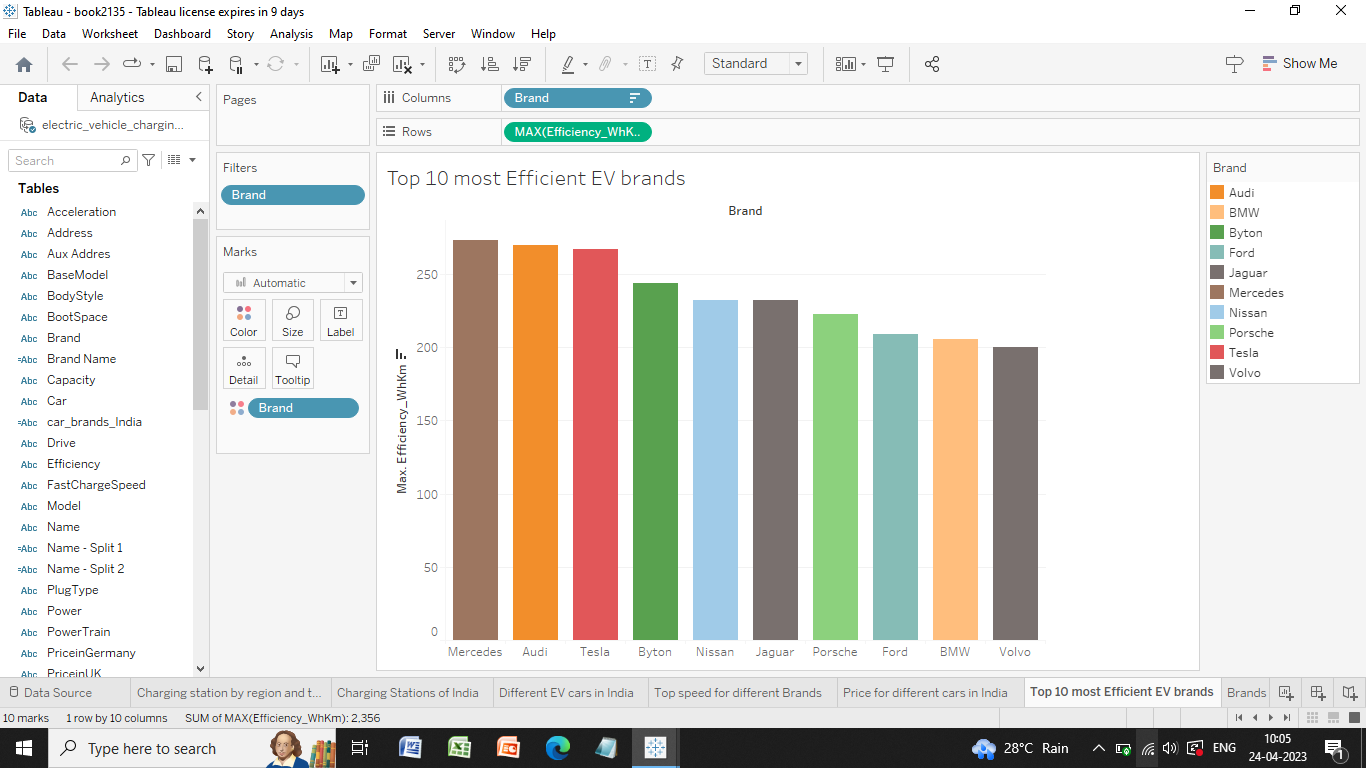 Tableau - book2135 - Tableau license expires in 9 days
File Data Worksheet Dashboard Story Analysis Map Format Server Window Help
Standard
Show Me
Data Analytics
electric_vehicle_chargin...
Search
Tables
Abc Acceleration
Abc Address
Abc Aux Addres
Abc BaseModel
Abc BodyStyle
Abc BootSpace
Abc Brand
=Abc Brand Name
Abc Capacity
Abc Car
=Abc car_brands_India
Abc Drive
Abc Efficiency
Abc FastChargeSpeed
Abc Model
Abc Name
=Abc Name - Split 1
=Abc Name - Split 2
Abc PlugType
Abc Power
Abc PowerTrain
Abc PriceinGermany
Abc PriceinUK
Pages
Filters
Brand
Marks
Automatic
Color Size Label
Detail Tooltip
Brand
Columns Brand
Rows MAX(Efficiency_WhK..
Top 10 most Efficient EV brands
Brand
Max. Efficiency_WhKm
250
200
150
100
50
0
Mercedes Audi Tesla Byton Nissan Jaguar Porsche Ford BMW Volvo
Brand
Audi
BMW
Byton
Ford
Jaguar
Mercedes
Nissan
Porsche
Tesla
Volvo
Data Source Charging station by region and t... Charging Stations of India Different EV cars in India Top speed for different Brands Price for different cars in India Top 10 most Efficient EV brands Brands
10 marks 1 row by 10 columns SUM of MAX(Efficiency_WhKm): 2,356
Type here to search
28°C Rain
ENG
10:05
24-04-2023
1